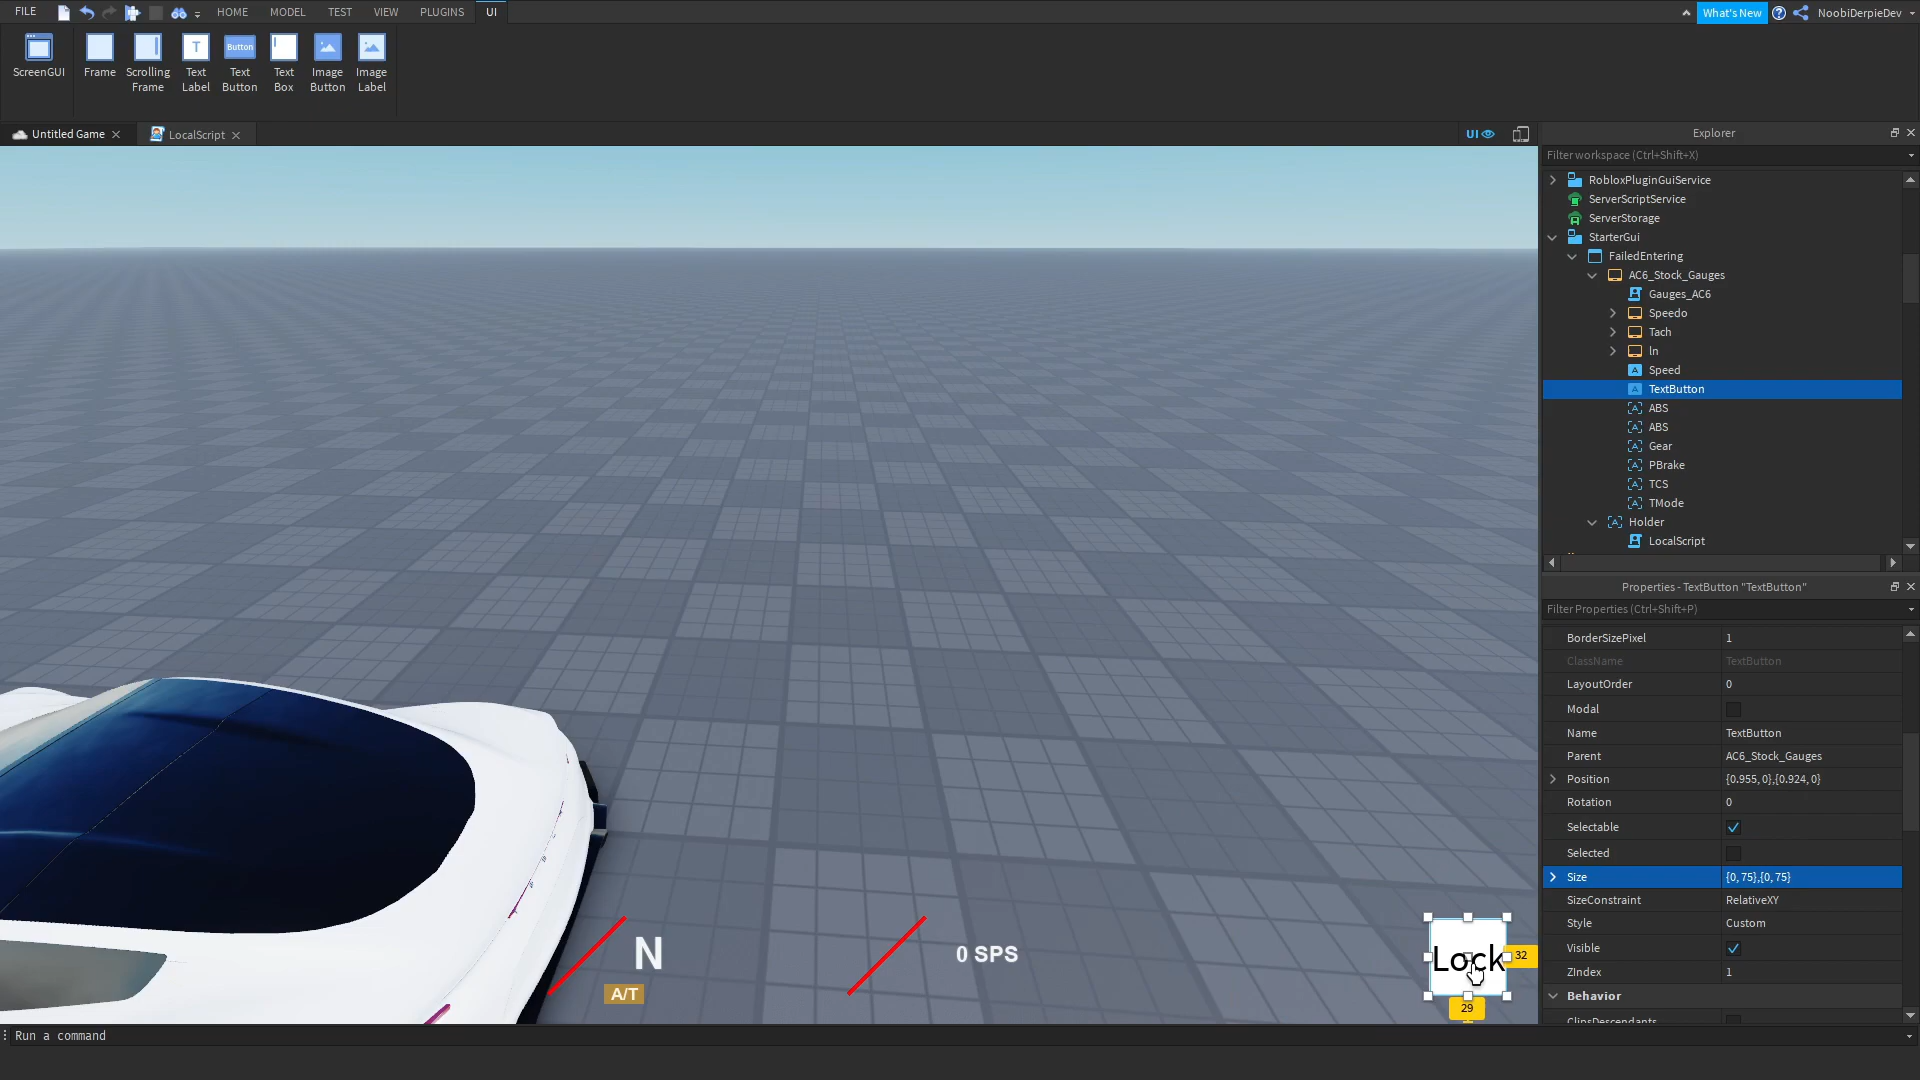 FILE
HOME
MODEL
TEST
VIEW
PLUGINS
UI
What's New
NoobiDerpieDev
ScreenGUI
Frame
Scrolling
Frame
Text
Label
Button
Text
Button
Text
Box
Image
Button
Image
Label
Untitled Game
LocalScript
UI
Explorer
Filter workspace (Ctrl+Shift+X)
RobloxPluginGuiService
ServerScriptService
ServerStorage
StarterGui
FailedEntering
AC6_Stock_Gauges
Gauges_AC6
Speedo
Tach
ln
Speed
TextButton
ABS
ABS
Gear
PBrake
TCS
TMode
Holder
LocalScript
Properties - TextButton "TextButton"
Filter Properties (Ctrl+Shift+P)
BorderSizePixel 1
ClassName TextButton
LayoutOrder 0
Modal
Name TextButton
Parent AC6_Stock_Gauges
Position {0.955, 0},{0.924, 0}
Rotation 0
Selectable
Selected
Size {0, 75},{0, 75}
SizeConstraint RelativeXY
Style Custom
Visible
ZIndex 1
Behavior
ClipsDescendants
N
A/T
0 SPS
Lock
32
29
Run a command